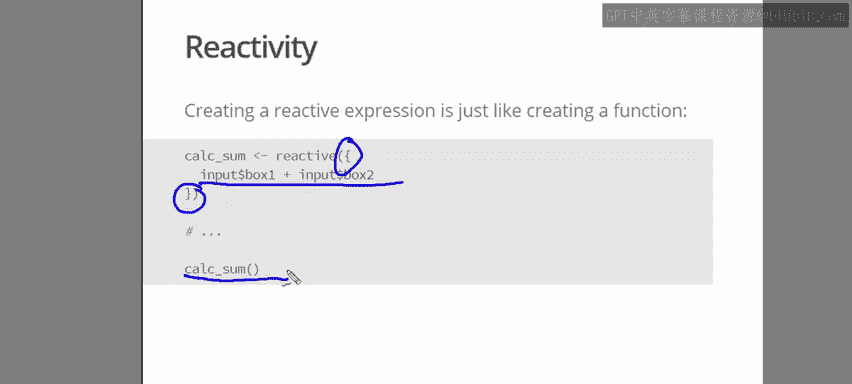 Reactivity
Creating a reactive expression is just like creating a function:
calc_sum <- reactive({
input$box1 + input$box2
})
# ...
calc_sum()